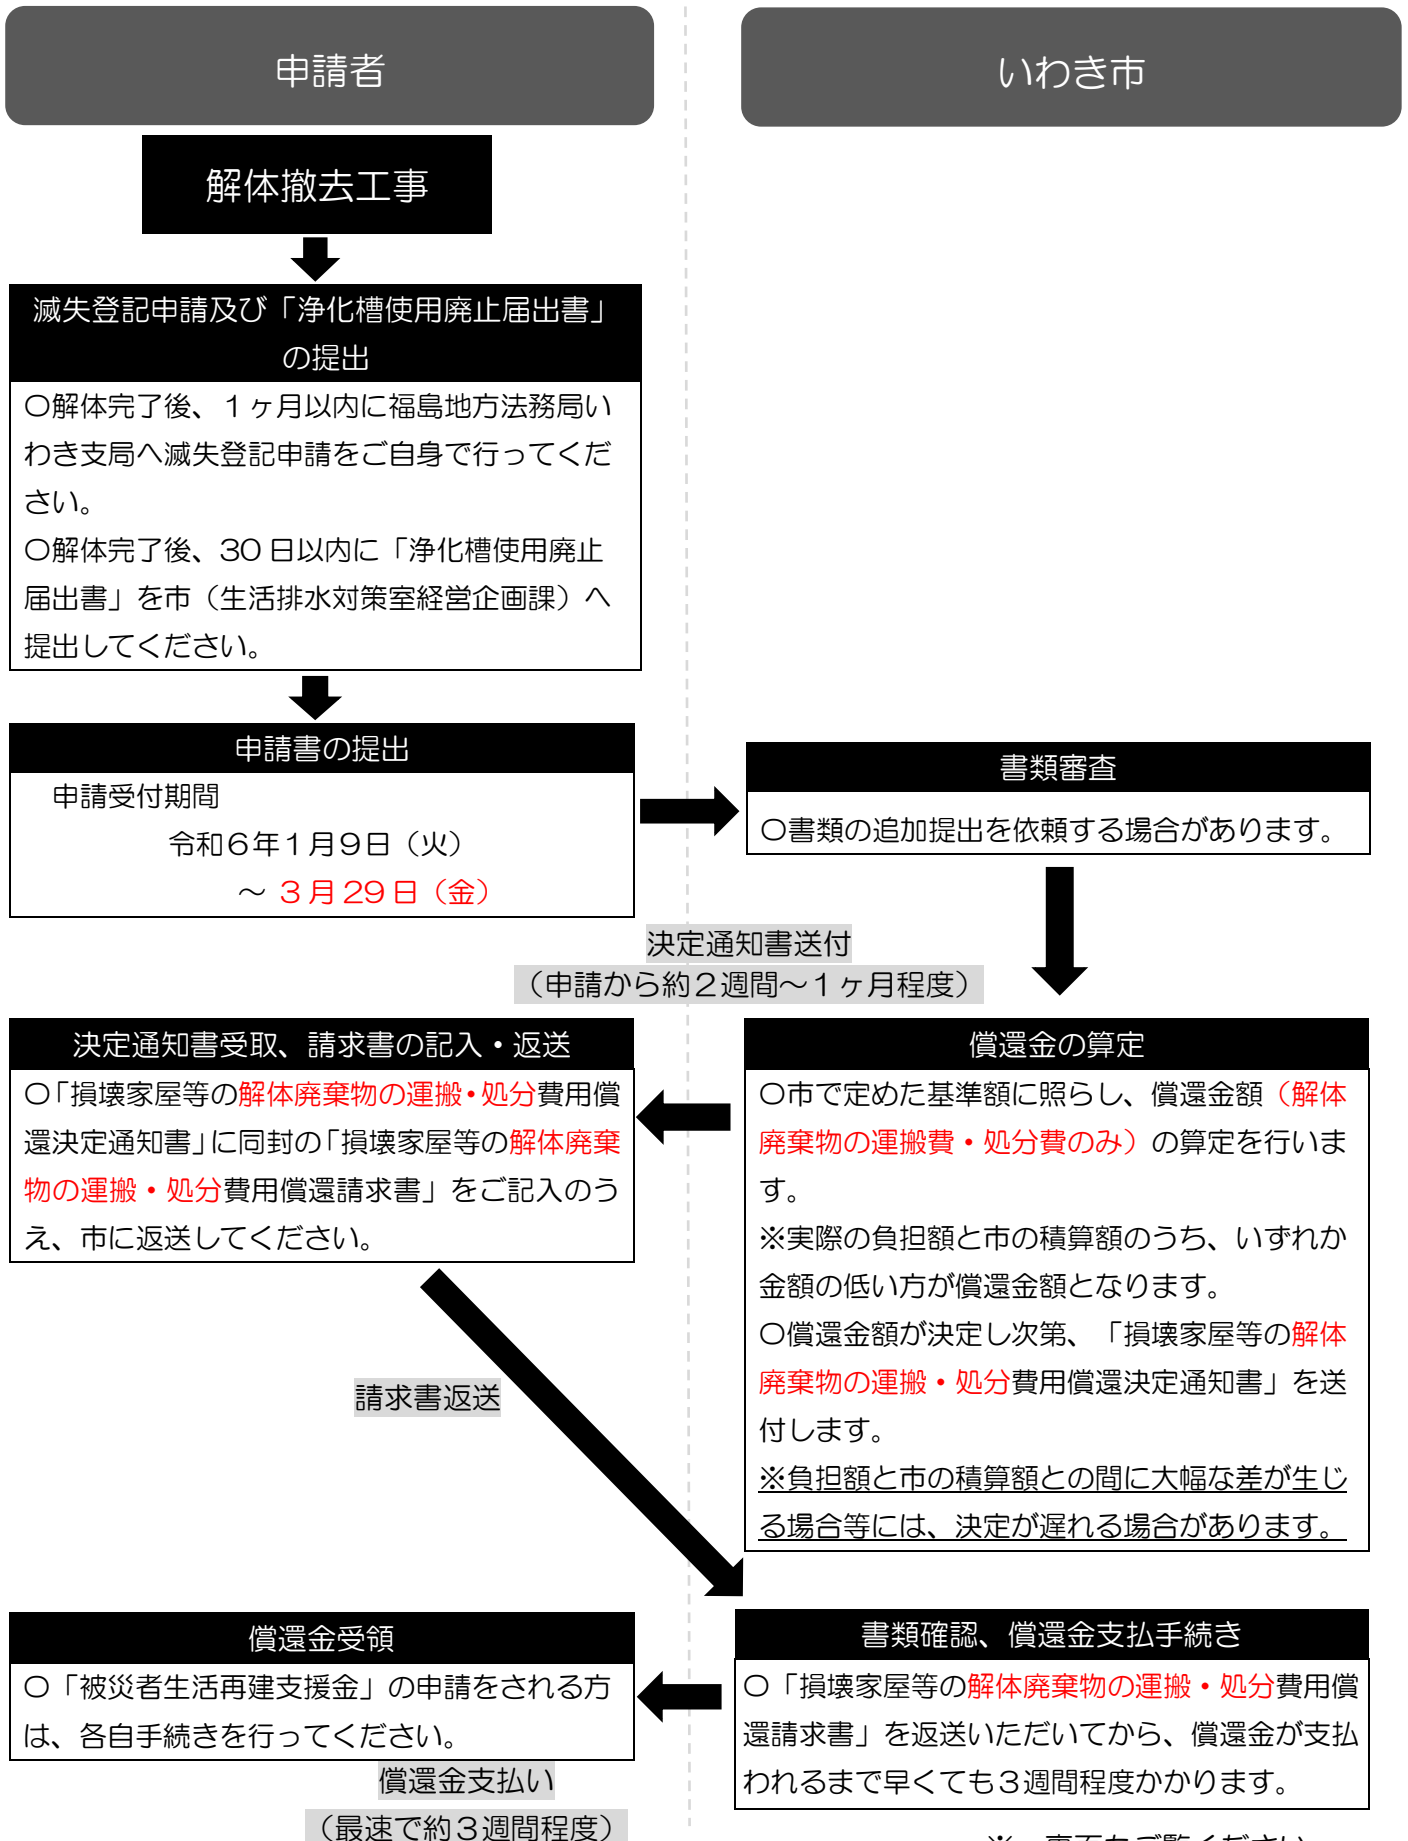 申請者
いわき市
解体撤去工事
滅失登記申請及び「浄化槽使用廃止届出書」
の提出
〇解体完了後、１ヶ月以内に福島地方法務局い
わき支局へ滅失登記申請をご自身で行ってくだ
さい。
〇解体完了後、30日以内に「浄化槽使用廃止
届出書」を市（生活排水対策室経営企画課）へ
提出してください。
申請書の提出
申請受付期間
令和６年１月９日（火）
～３月29日（金）
書類審査
〇書類の追加提出を依頼する場合があります。
決定通知書送付
（申請から約２週間～１ヶ月程度）
決定通知書受取、請求書の記入・返送
〇「損壊家屋等の解体廃棄物の運搬・処分費用償
還決定通知書」に同封の「損壊家屋等の解体廃棄
物の運搬・処分費用償還請求書」をご記入のう
え、市に返送してください。
償還金の算定
〇市で定めた基準額に照らし、償還金額（解体
廃棄物の運搬費・処分費のみ）の算定を行いま
す。
※実際の負担額と市の積算額のうち、いずれか
金額の低い方が償還金額となります。
〇償還金額が決定し次第、「損壊家屋等の解体
廃棄物の運搬・処分費用償還決定通知書」を送
付します。
※負担額と市の積算額との間に大幅な差が生じ
る場合等には、決定が遅れる場合があります。
請求書返送
書類確認、償還金支払手続き
〇「損壊家屋等の解体廃棄物の運搬・処分費用償
還請求書」を返送いただいてから、償還金が支払
われるまで早くても３週間程度かかります。
償還金受領
〇「被災者生活再建支援金」の申請をされる方
は、各自手続きを行ってください。
償還金支払い
（最速で約３週間程度）